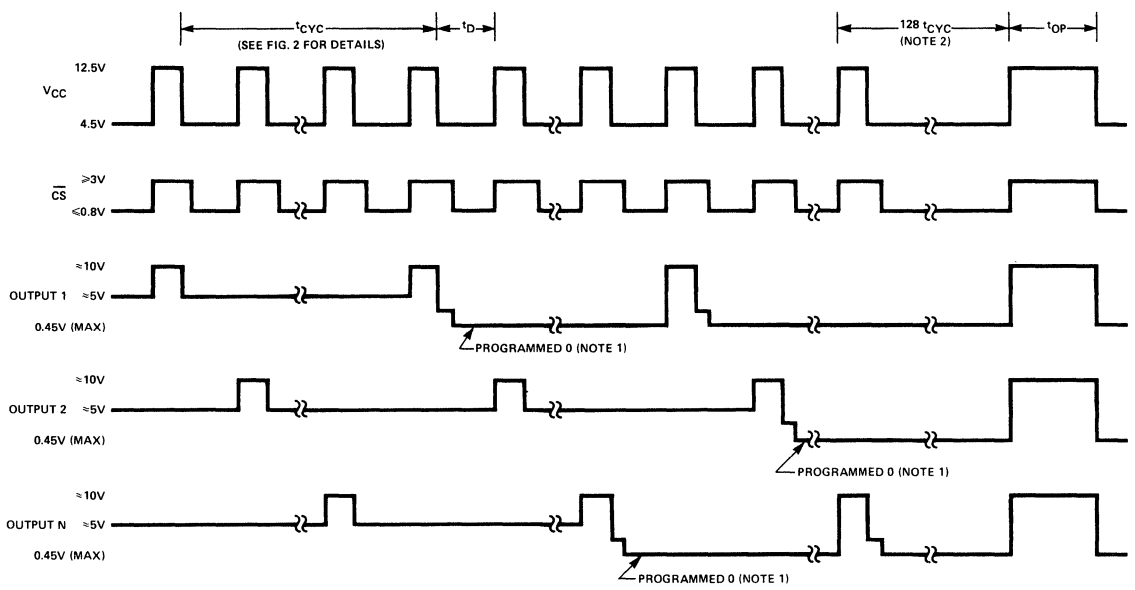 tCYC
(SEE FIG. 2 FOR DETAILS)
tD
128 tCYC
(NOTE 2)
tOP
12.5V
VCC
4.5V
≥3V
CS
≤0.8V
≈10V
OUTPUT 1 ≈5V
0.45V (MAX)
PROGRAMMED 0 (NOTE 1)
≈10V
OUTPUT 2 ≈5V
0.45V (MAX)
PROGRAMMED 0 (NOTE 1)
≈10V
OUTPUT N ≈5V
0.45V (MAX)
PROGRAMMED 0 (NOTE 1)